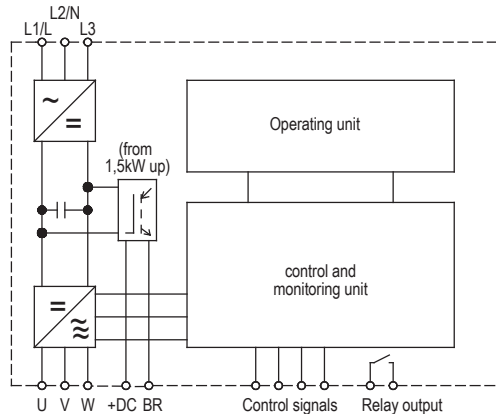 L2/N
L1/L L3
~
=
Operating unit
(from
1,5kW up)
control and
monitoring unit
=
≈
U V W +DC BR Control signals Relay output